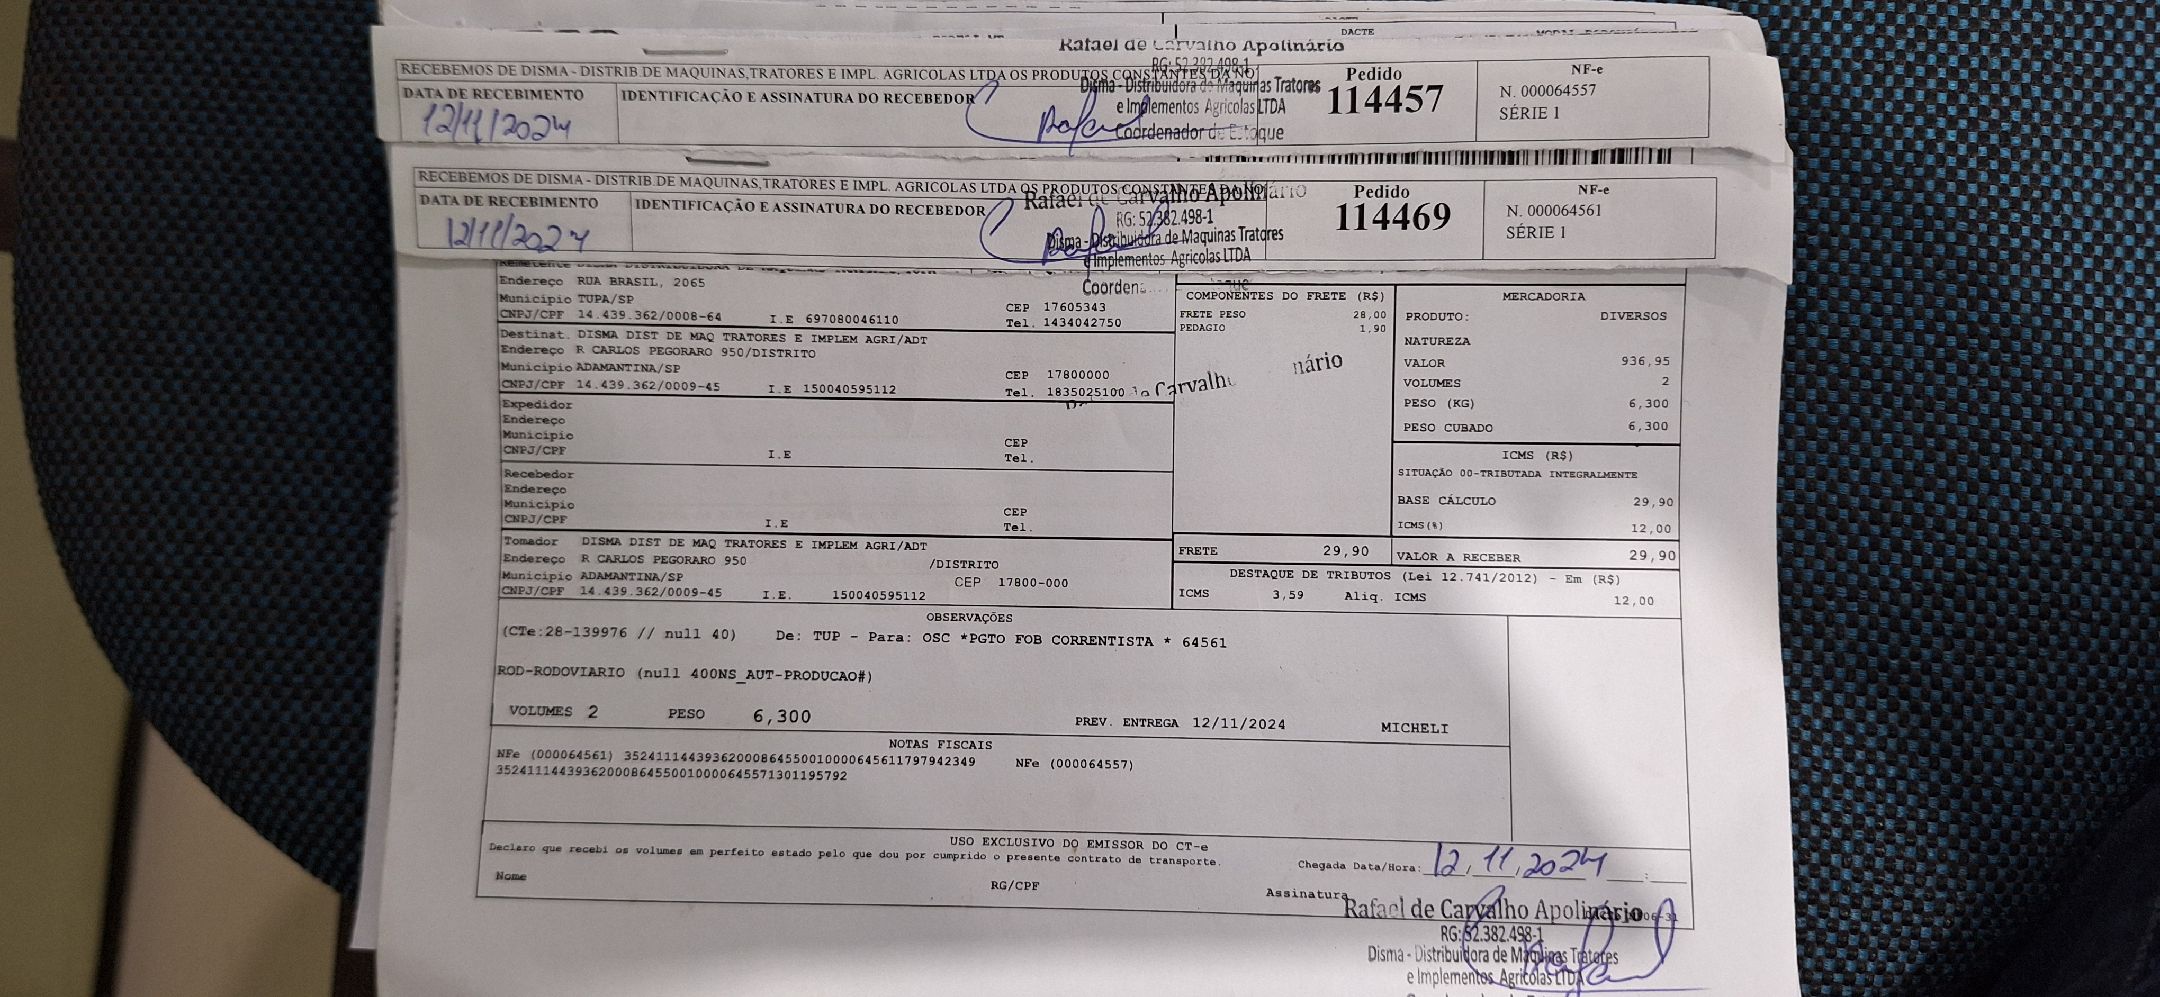 DACTE
Rafael de Carvalho Apolinário
RG: 52.382.498-1
RECEBEMOS DE DISMA - DISTRIB.DE MAQUINAS,TRATORES E IMPL. AGRICOLAS LTDA OS PRODUTOS CONSTANTES DA NO
Disma - Distribuidora de Maquinas Tratores
Pedido
NF-e
DATA DE RECEBIMENTO
IDENTIFICAÇÃO E ASSINATURA DO RECEBEDOR
e Implementos Agricolas LTDA
114457
N. 000064557
12/11/2024
Rafael
Coordenador de Estoque
SÉRIE 1
RECEBEMOS DE DISMA - DISTRIB.DE MAQUINAS,TRATORES E IMPL. AGRICOLAS LTDA OS PRODUTOS CONSTANTES DA NO
Rafael de Carvalho Apolinário
Pedido
NF-e
DATA DE RECEBIMENTO
IDENTIFICAÇÃO E ASSINATURA DO RECEBEDOR
RG: 52.382.498-1
114469
N. 000064561
12/11/2024
Rafael
Disma - Distribuidora de Maquinas Tratores
SÉRIE 1
e Implementos Agricolas LTDA
Endereço RUA BRASIL, 2065
Municipio TUPA/SP CEP 17605343
CNPJ/CPF 14.439.362/0008-64 I.E 697080046110 Tel. 1434042750
Destinat. DISMA DIST DE MAQ TRATORES E IMPLEM AGRI/ADT
Endereço R CARLOS PEGORARO 950/DISTRITO
Municipio ADAMANTINA/SP CEP 17800000
CNPJ/CPF 14.439.362/0009-45 I.E 150040595112 Tel. 1835025100
Carvalh
nário
Expedidor
Endereço
Municipio CEP
CNPJ/CPF I.E Tel.
Recebedor
Endereço
Municipio CEP
CNPJ/CPF I.E Tel.
Tomador DISMA DIST DE MAQ TRATORES E IMPLEM AGRI/ADT
Endereço R CARLOS PEGORARO 950 /DISTRITO
Municipio ADAMANTINA/SP CEP 17800-000
CNPJ/CPF 14.439.362/0009-45 I.E. 150040595112
COMPONENTES DO FRETE (R$)
FRETE PESO 28,00
PEDAGIO 1,90
FRETE 29,90
MERCADORIA
PRODUTO: DIVERSOS
NATUREZA
VALOR 936,95
VOLUMES 2
PESO (KG) 6,300
PESO CUBADO 6,300
ICMS (R$)
SITUAÇÃO 00-TRIBUTADA INTEGRALMENTE
BASE CÁLCULO 29,90
ICMS(%) 12,00
VALOR A RECEBER 29,90
DESTAQUE DE TRIBUTOS (Lei 12.741/2012) - Em (R$)
ICMS 3,59 Aliq. ICMS 12,00
OBSERVAÇÕES
(CTe:28-139976 // null 40) De: TUP - Para: OSC *PGTO FOB CORRENTISTA * 64561
ROD-RODOVIARIO (null 400NS_AUT-PRODUCAO#)
VOLUMES 2 PESO 6,300 PREV. ENTREGA 12/11/2024 MICHELI
NOTAS FISCAIS
NFe (000064561) 35241114439362000864550010000645611797942349 NFe (000064557)
35241114439362000864550010000645571301195792
USO EXCLUSIVO DO EMISSOR DO CT-e
Declaro que recebi os volumes em perfeito estado pelo que dou por cumprido o presente contrato de transporte.
Chegada Data/Hora: 12/11/2024
Nome RG/CPF Assinatura
Rafael de Carvalho Apolinário
RG: 52.382.498-1
Disma - Distribuidora de Maquinas Tratores
e Implementos Agricolas LTDA